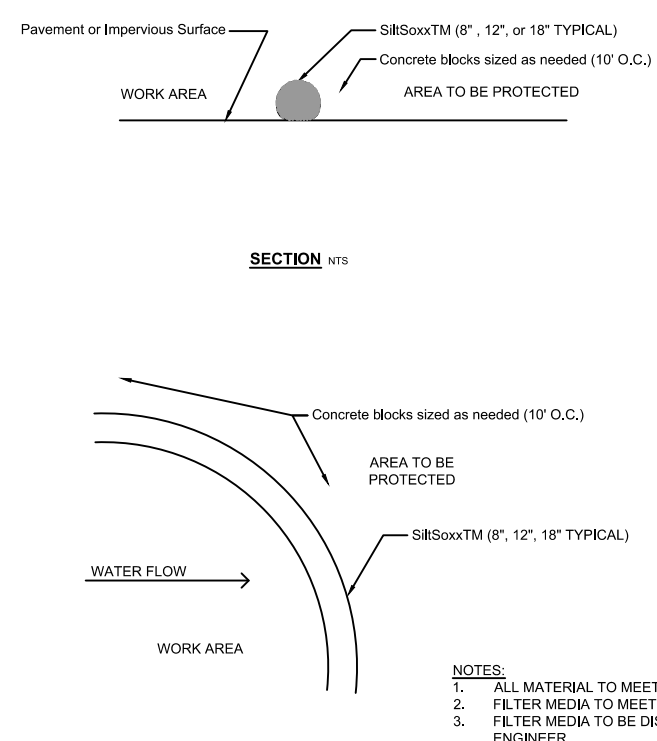 Pavement or Impervious Surface
SiltSoxxTM (8" , 12", or 18" TYPICAL)
Concrete blocks sized as needed (10' O.C.)
WORK AREA
AREA TO BE PROTECTED
SECTION NTS
Concrete blocks sized as needed (10' O.C.)
AREA TO BE
PROTECTED
SiltSoxxTM (8", 12", 18" TYPICAL)
WATER FLOW
WORK AREA
NOTES:
1. ALL MATERIAL TO MEET
2. FILTER MEDIA TO MEET
3. FILTER MEDIA TO BE DIS
ENGINEER